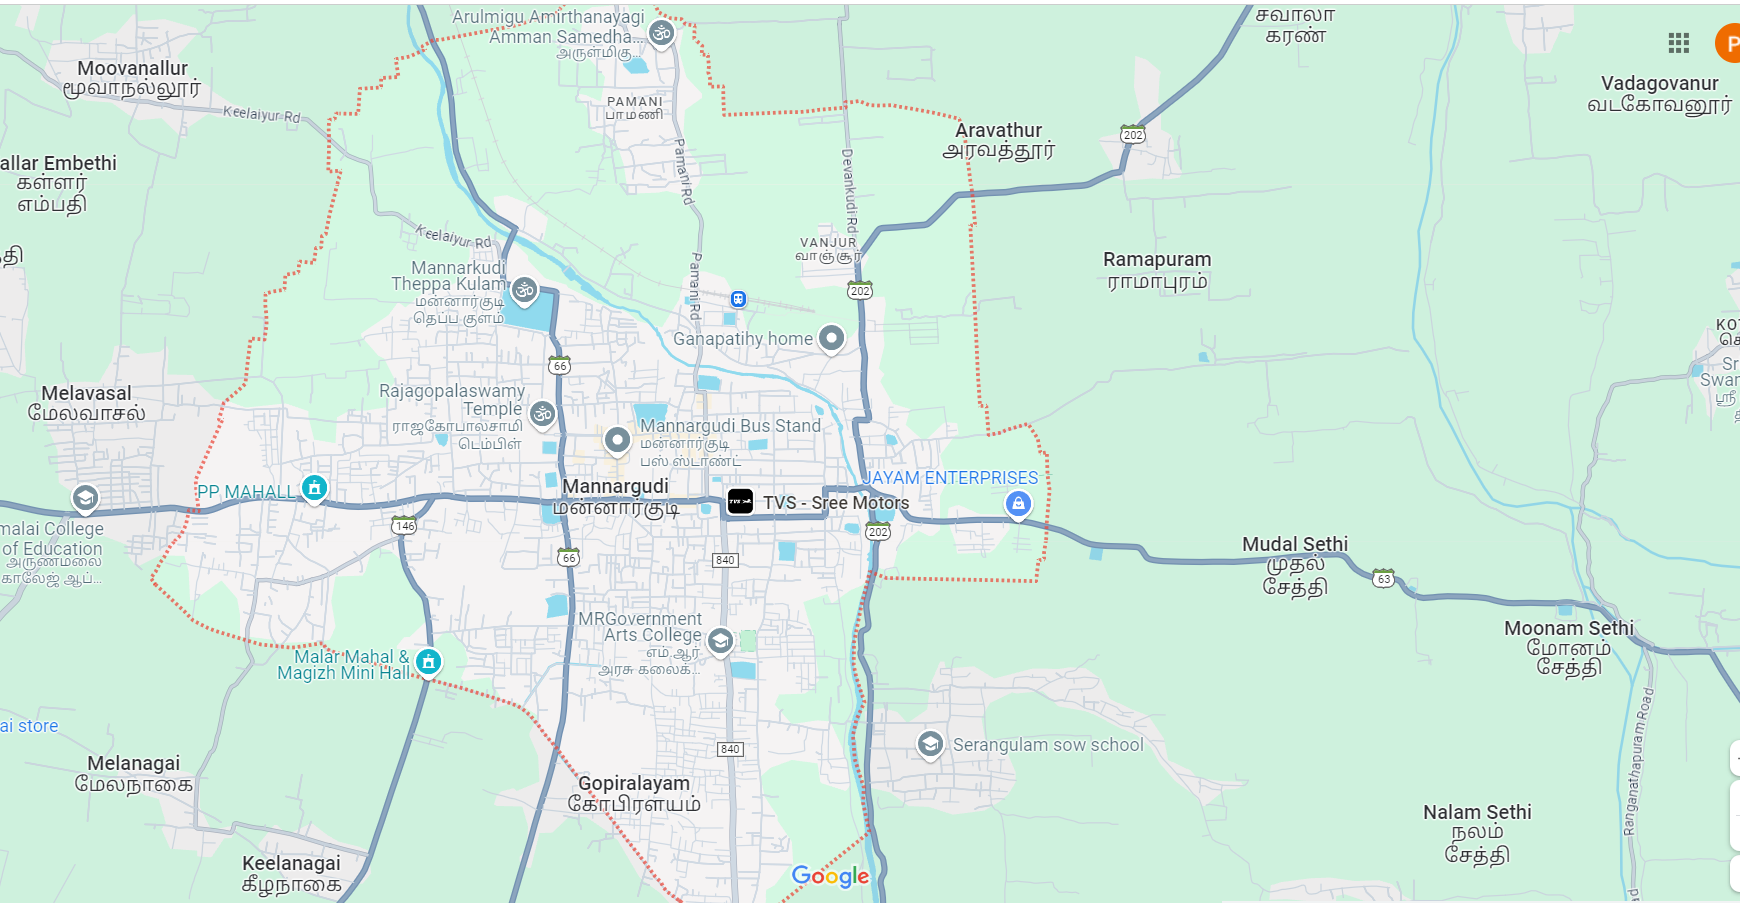 Arulmigu Amirthanayagi
Amman Samedha...
அருள்மிகு...
சவாலா
கரண்
P
Moovanallur
மூவாநல்லூர்
Keelaiyur Rd
PAMANI
பாமணி
Vadagovanur
வடகோவனூர்
Aravathur
அரவத்தூர்
202
allar Embethi
கள்ளர்
எம்பதி
Pamani Rd
Devankudi Rd
Keelaiyur Rd
VANJUR
வாஞ்சூர்
Ramapuram
ராமாபுரம்
Mannarkudi
Theppa Kulam
மன்னார்குடி
தெப்ப குளம்
Pamani Rd
202
Ganapatihy home
66
Melavasal
மேலவாசல்
Rajagopalaswamy
Temple
ராஜகோபாலசாமி
டெம்பிள்
Mannargudi Bus Stand
மன்னார்குடி
பஸ் ஸ்டாண்ட்
PP MAHALL
Mannargudi
மன்னார்குடி
TVS - Sree Motors
JAYAM ENTERPRISES
146
202
66
840
malai College
of Education
அருணமலை
காலேஜ் ஆப்...
Mudal Sethi
முதல்
சேத்தி
63
MRGovernment
Arts College
எம்.ஆர்.
அரசு கலைக்...
Moonam Sethi
மோனம்
சேத்தி
Malar Mahal &
Magizh Mini Hall
ai store
840
Serangulam sow school
Ranganathapuram Road
Melanagai
மேலநாகை
Gopiralayam
கோபிரளயம்
Nalam Sethi
நலம்
சேத்தி
Keelanagai
கீழநாகை
Google